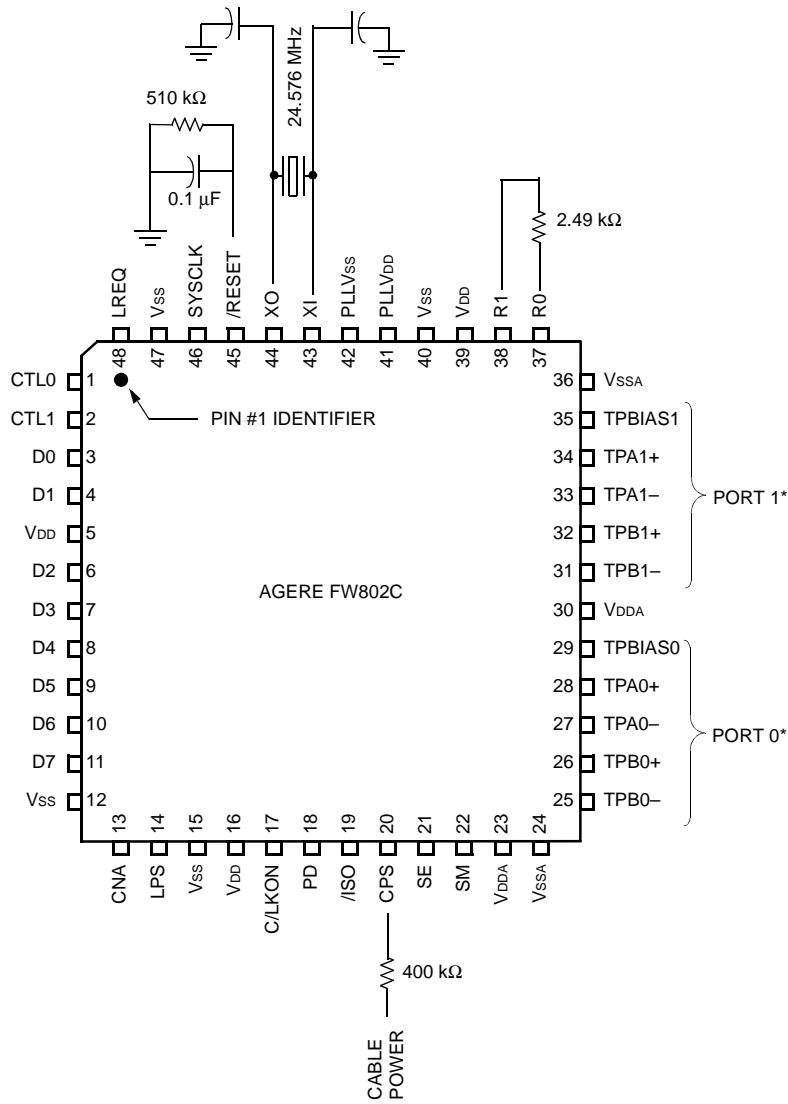 24.576 MHz
510 kΩ
0.1 µF
2.49 kΩ
LREQ
VSS
SYSCLK
/RESET
XO
XI
PLLVSS
PLLVDD
VSS
VDD
R1
R0
48
47
46
45
44
43
42
41
40
39
38
37
CTL0 1
CTL1 2
D0 3
D1 4
VDD 5
D2 6
D3 7
D4 8
D5 9
D6 10
D7 11
VSS 12
PIN #1 IDENTIFIER
AGERE FW802C
36 VSSA
35 TPBIAS1
34 TPA1+
33 TPA1–
32 TPB1+
31 TPB1–
PORT 1*
30 VDDA
29 TPBIAS0
28 TPA0+
27 TPA0–
26 TPB0+
25 TPB0–
PORT 0*
13
14
15
16
17
18
19
20
21
22
23
24
CNA
LPS
VSS
VDD
C/LKON
PD
/ISO
CPS
SE
SM
VDDA
VSSA
400 kΩ
CABLE
POWER